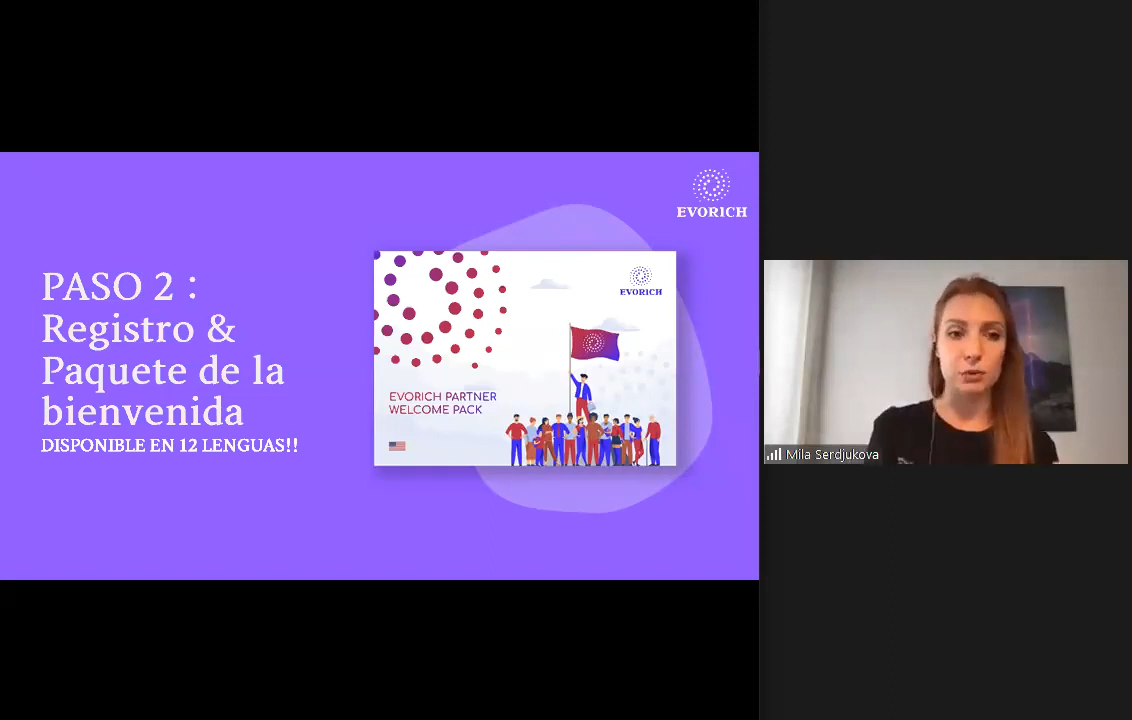 EVORICH
PASO 2 :
Registro &
Paquete de la
bienvenida
DISPONIBLE EN 12 LENGUAS!!
EVORICH
EVORICH PARTNER
WELCOME PACK
Mila Serdjukova